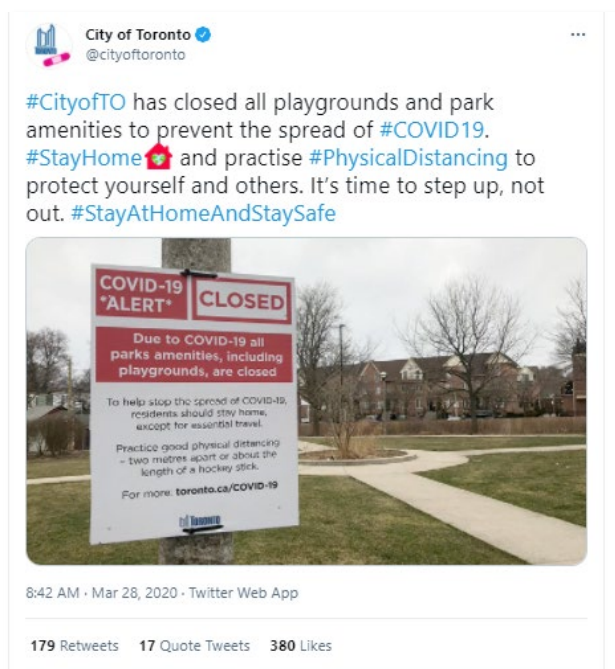 City of Toronto
@cityoftoronto
#CityofTO has closed all playgrounds and park
amenities to prevent the spread of #COVID19.
#StayHome and practise #PhysicalDistancing to
protect yourself and others. It's time to step up, not
out. #StayAtHomeAndStaySafe
COVID-19
*ALERT*
CLOSED
Due to COVID-19 all
parks amenities, including
playgrounds, are closed
To help stop the spread of COVID-19,
residents should stay home,
except for essential travel.
Practice good physical distancing
- two metres apart or about the
length of a hockey stick.
For more: toronto.ca/COVID-19
TORONTO
8:42 AM · Mar 28, 2020 · Twitter Web App
179 Retweets 17 Quote Tweets 380 Likes